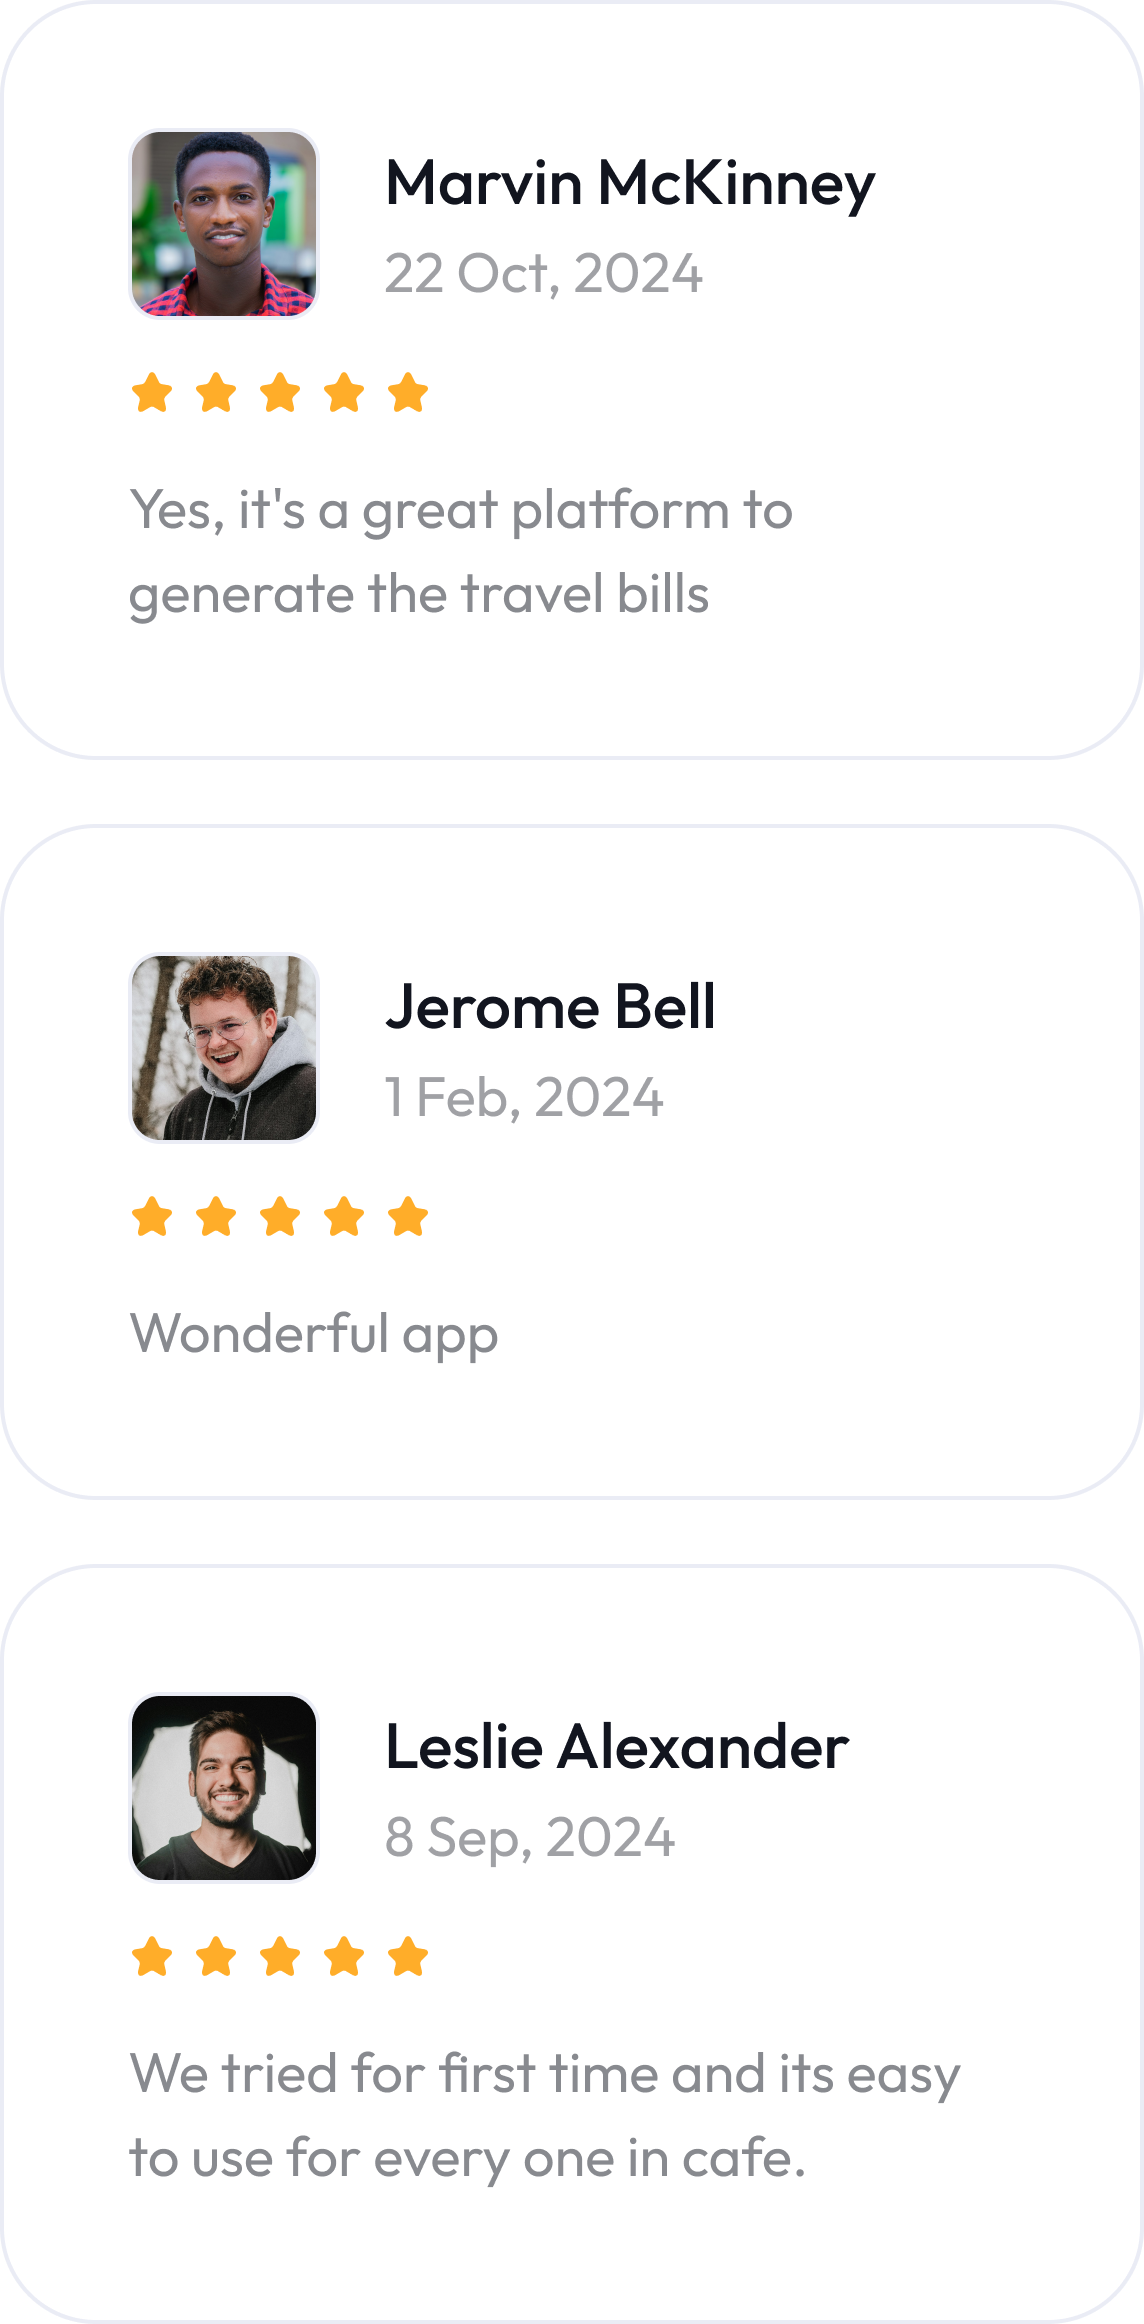 Marvin McKinney
22 Oct, 2024
Yes, it's a great platform to
generate the travel bills
Jerome Bell
1 Feb, 2024
Wonderful app
Leslie Alexander
8 Sep, 2024
We tried for first time and its easy
to use for every one in cafe.